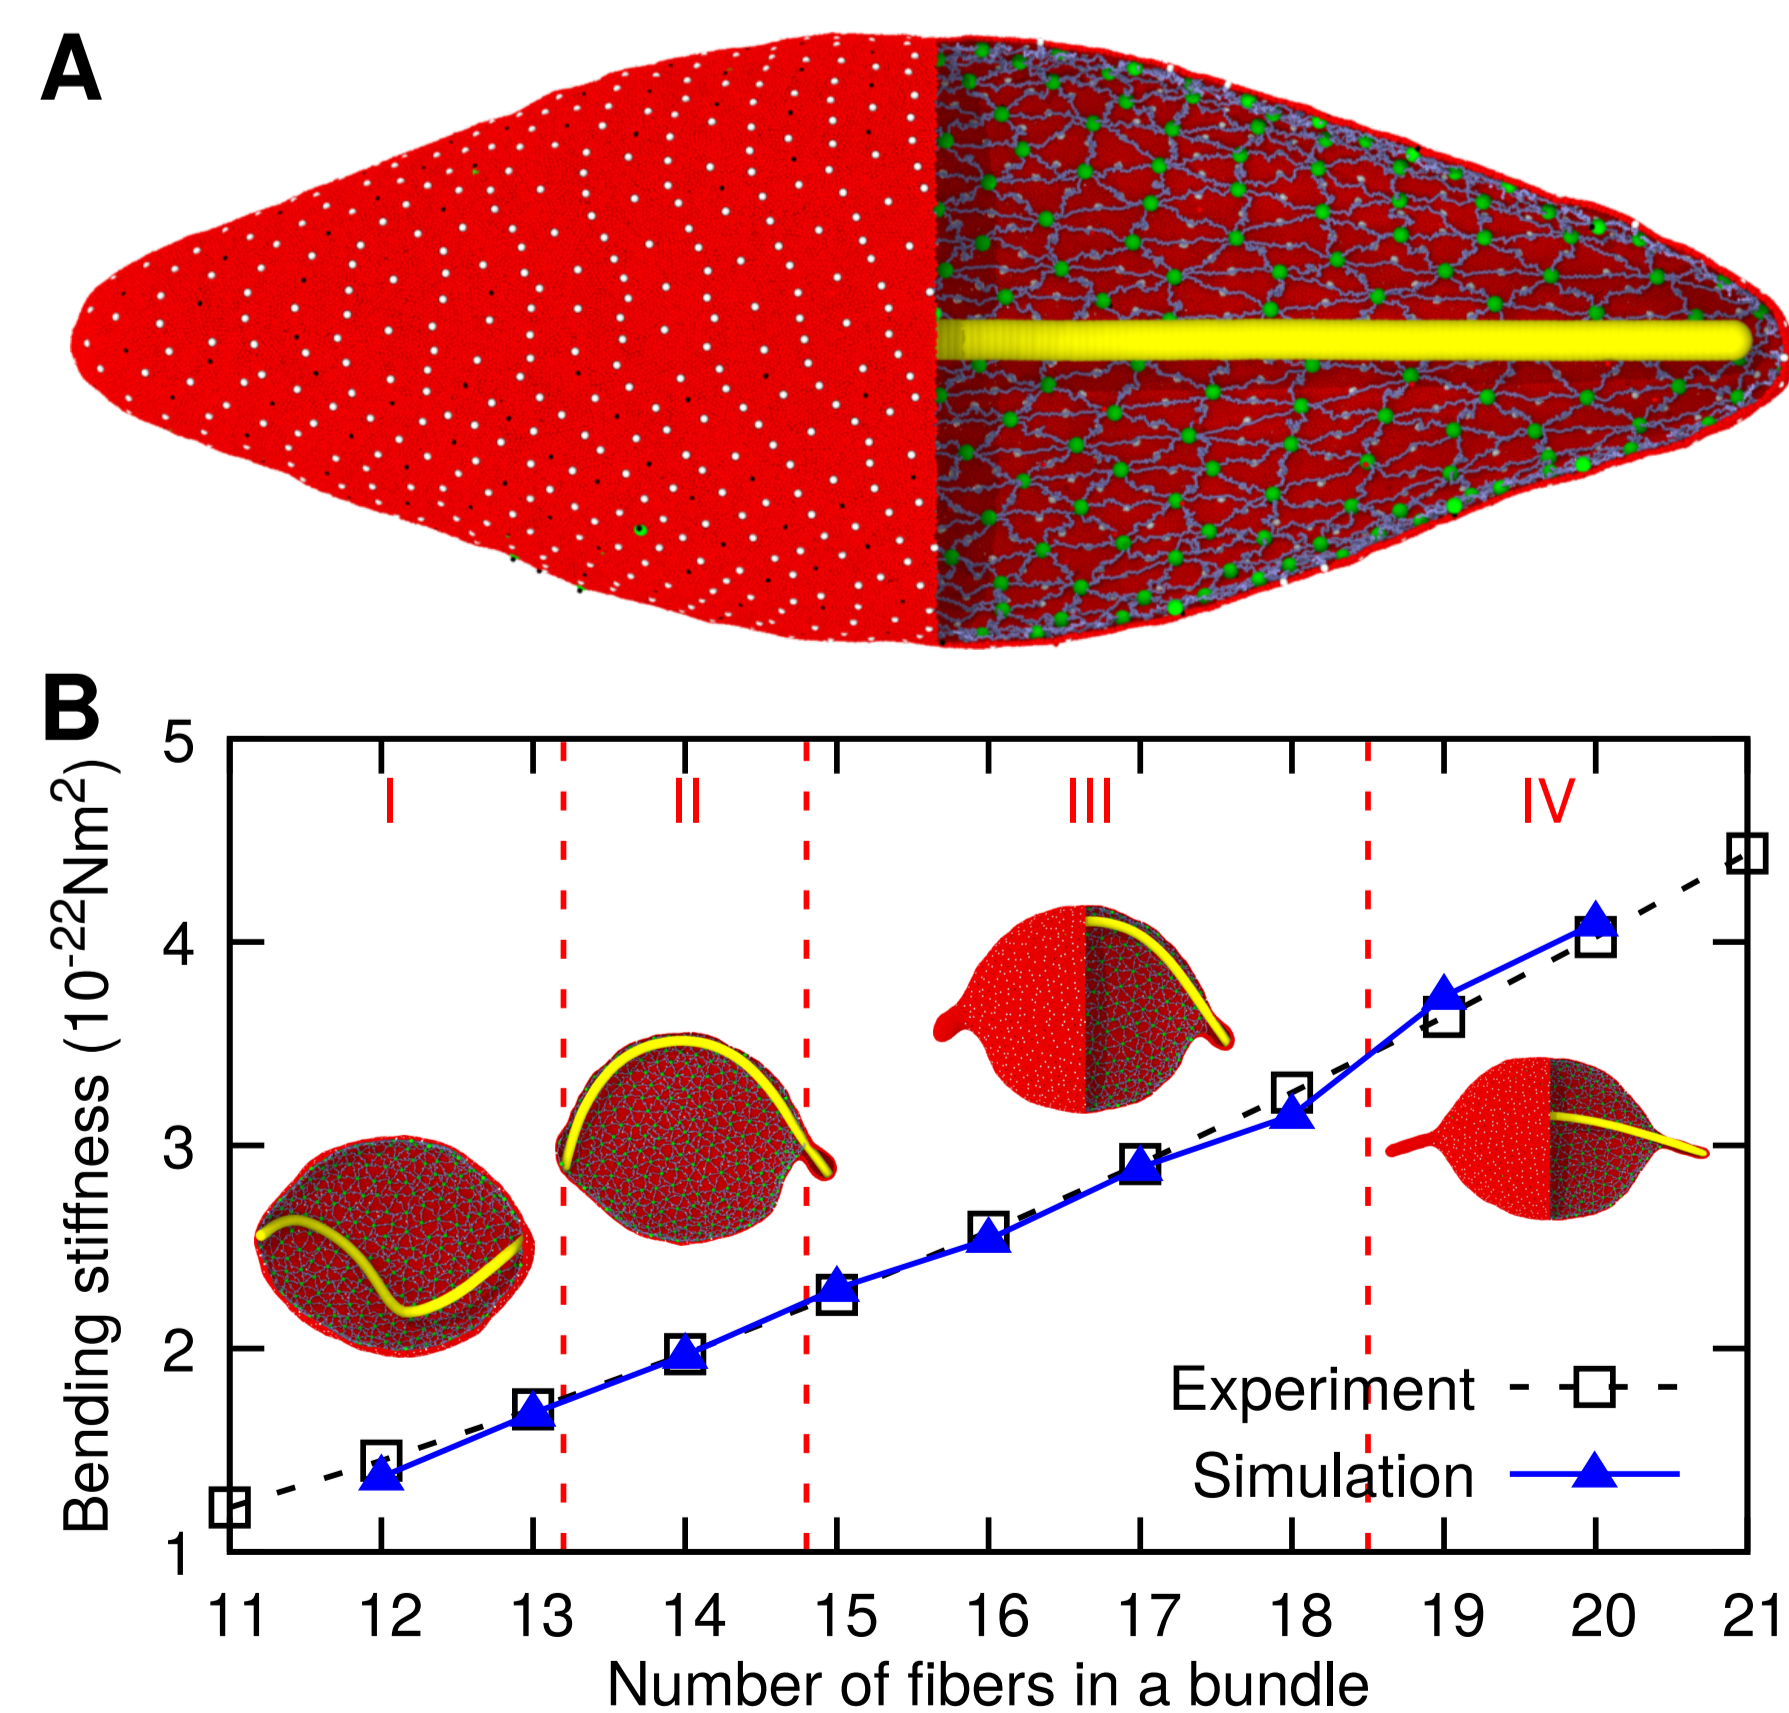 A
B
Bending stiffness (10⁻²²Nm²)
5
4
3
2
1
I II III IV
Experiment
Simulation
11 12 13 14 15 16 17 18 19 20 21
Number of fibers in a bundle